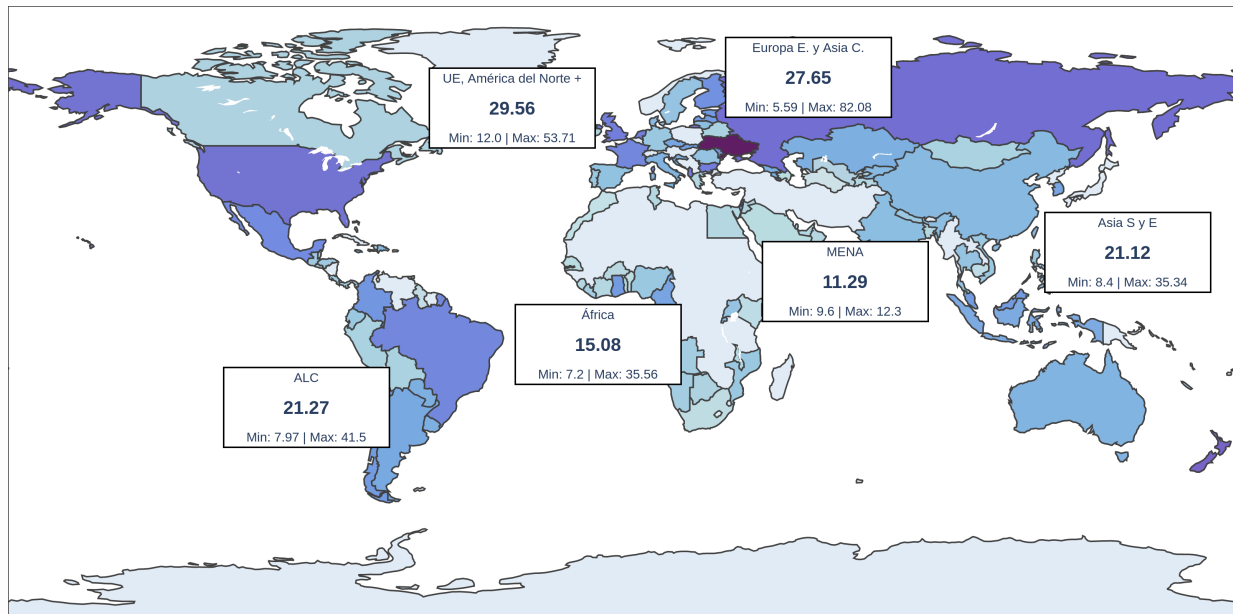 Europa E. y Asia C.
27.65
Min: 5.59 | Max: 82.08
UE, América del Norte +
29.56
Min: 12.0 | Max: 53.71
Asia S y E
21.12
Min: 8.4 | Max: 35.34
MENA
11.29
Min: 9.6 | Max: 12.3
África
15.08
Min: 7.2 | Max: 35.56
ALC
21.27
Min: 7.97 | Max: 41.5